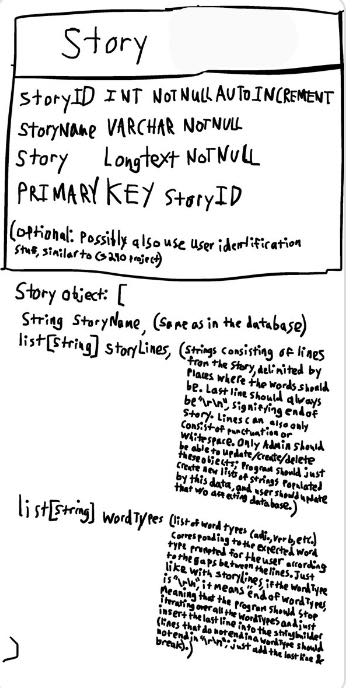 Story
StoryID INT NOT NULL AUTO INCREMENT
StoryName VARCHAR NOT NULL
Story Longtext NOT NULL
PRIMARY KEY StoryID
(optional: Possibly also use User identification
stuff, similar to CS290 project)
Story object: [
String StoryName, (Same as in the database)
list[string] StoryLines, (Strings consisting of lines
from the story, delimited by
Places where the words should
be. Last line should always
be "\r\n", signifying end of
Story. Lines can also only
Consist of punctuation or
Whitespace. Only Admin should
be able to update/create/delete
these objects; Program should just
create new lists of strings populated
by this data, and user should update
that w/o accessing database.)
list[string] WordTypes (list of word types (adj., verb, etc.)
Corresponding to the expected word
type prompted for the user according
to the gaps between the lines. Just
like with storyLines, if the wordType
is "\r\n", it means end of WordTypes
Meaning that the program should stop
iterating over all the WordTypes and just
insert the last line into the stringbuilder
(lines that do not end in a wordType should
not end in "\r\n"; just add the last line &
break).)
]